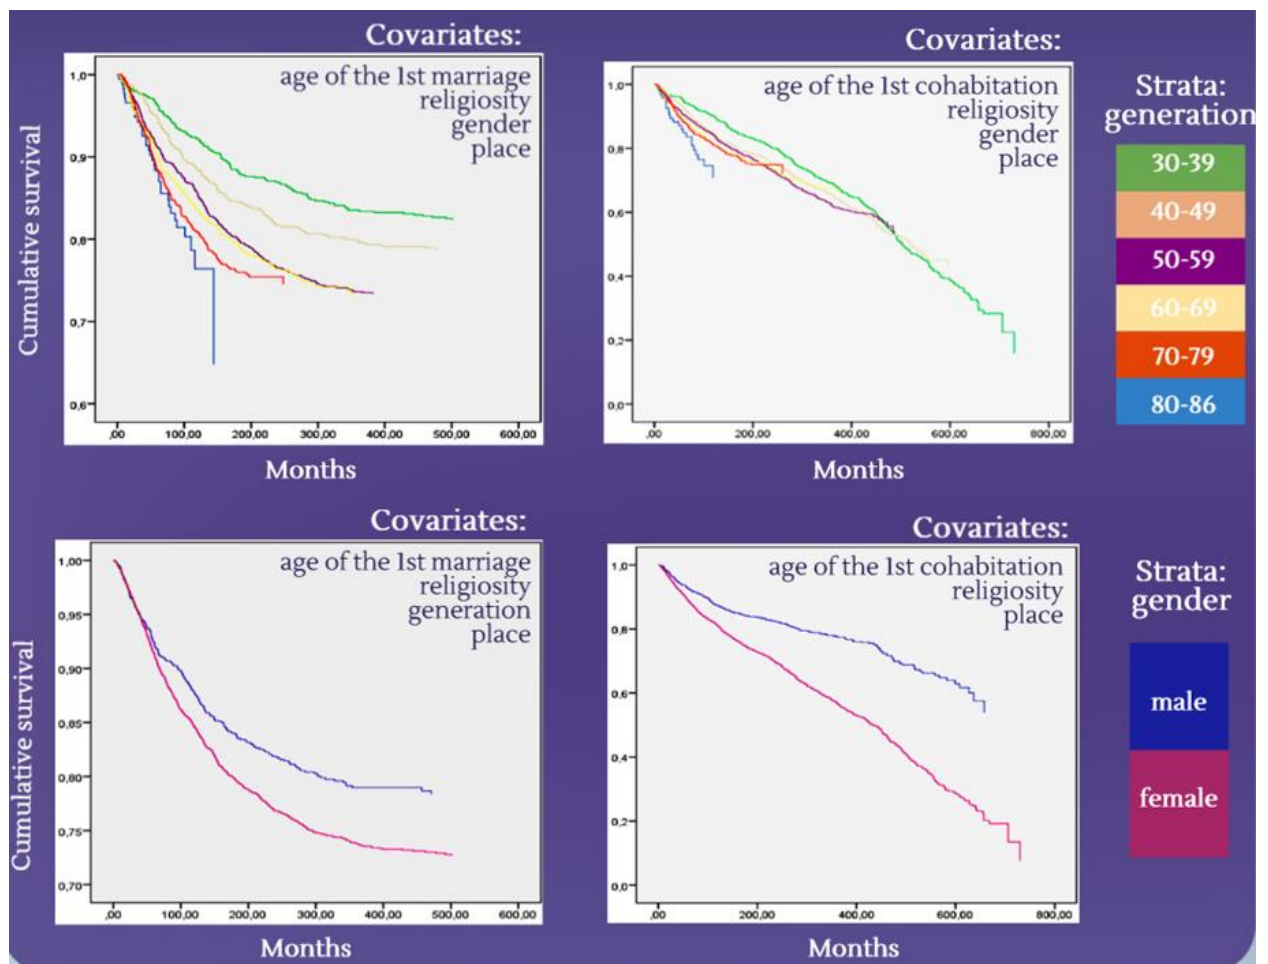 Covariates:
age of the 1st marriage
religiosity
gender
place
Cumulative survival
1,0
0,9
0,8
0,7
0,6
,00 100,00 200,00 300,00 400,00 500,00 600,00
Months
Covariates:
age of the 1st cohabitation
religiosity
gender
place
1,0
0,8
0,6
0,4
0,2
0,0
,00 200,00 400,00 600,00 800,00
Months
Strata:
generation
30-39
40-49
50-59
60-69
70-79
80-86
Covariates:
age of the 1st marriage
religiosity
generation
place
Cumulative survival
1,00
0,95
0,90
0,85
0,80
0,75
0,70
,00 100,00 200,00 300,00 400,00 500,00 600,00
Months
Covariates:
age of the 1st cohabitation
religiosity
place
1,0
0,8
0,6
0,4
0,2
0,0
,00 200,00 400,00 600,00 800,00
Months
Strata:
gender
male
female